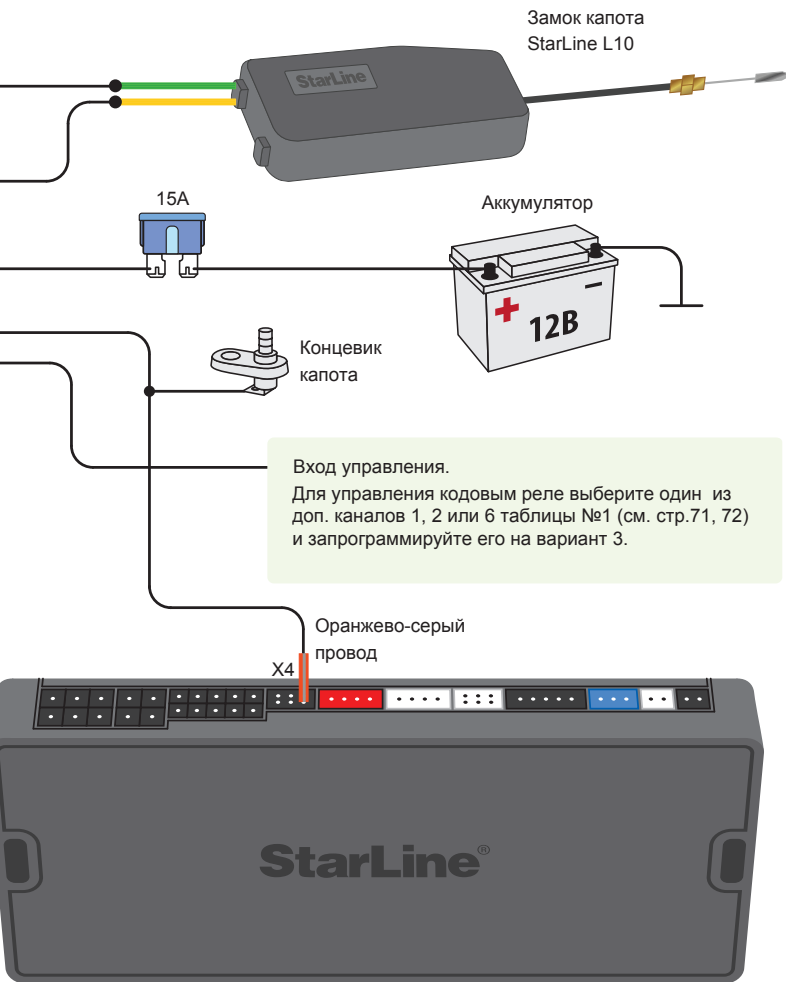 Замок капота
StarLine L10
StarLine
15А
Аккумулятор
12В
Концевик
капота
Вход управления.
Для управления кодовым реле выберите один из
доп. каналов 1, 2 или 6 таблицы №1 (см. стр.71, 72)
и запрограммируйте его на вариант 3.
Оранжево-серый
провод
X4
StarLine®